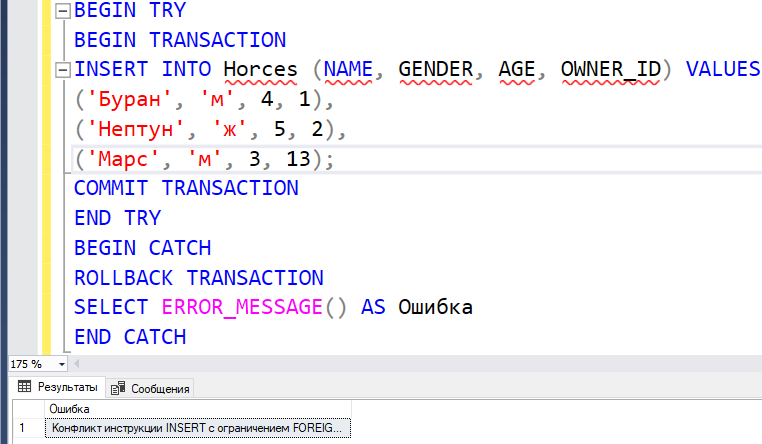 BEGIN TRY
BEGIN TRANSACTION
INSERT INTO Horces (NAME, GENDER, AGE, OWNER_ID) VALUES
('Буран', 'м', 4, 1),
('Нептун', 'ж', 5, 2),
('Марс', 'м', 3, 13);
COMMIT TRANSACTION
END TRY
BEGIN CATCH
ROLLBACK TRANSACTION
SELECT ERROR_MESSAGE() AS Ошибка
END CATCH
175 %
Результаты Сообщения
Ошибка
1 Конфликт инструкции INSERT с ограничением FOREIG...